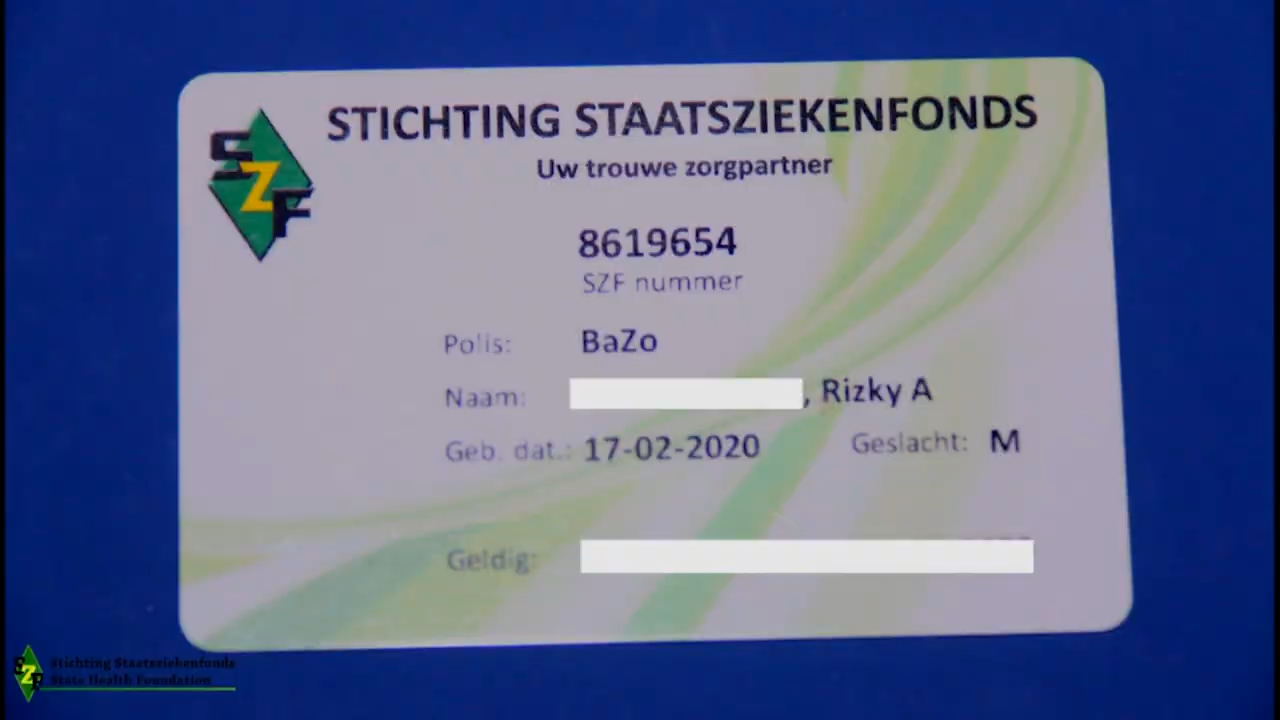 STICHTING STAATSZIEKENFONDS
Uw trouwe zorgpartner
SZF
8619654
SZF nummer
Polis: BaZo
Naam: , Rizky A
Geb. dat.: 17-02-2020 Geslacht: M
Geldig:
SZF
Stichting Staatsziekenfonds
State Health Foundation